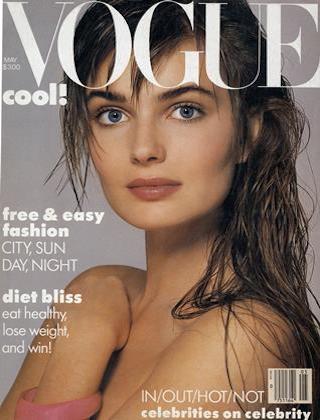 VOGUE
MAY
$3.00
cool!
free & easy
fashion
CITY, SUN
DAY, NIGHT
diet bliss
eat healthy,
lose weight,
and win!
IN/OUT/HOT/NOT
celebrities on celebrity